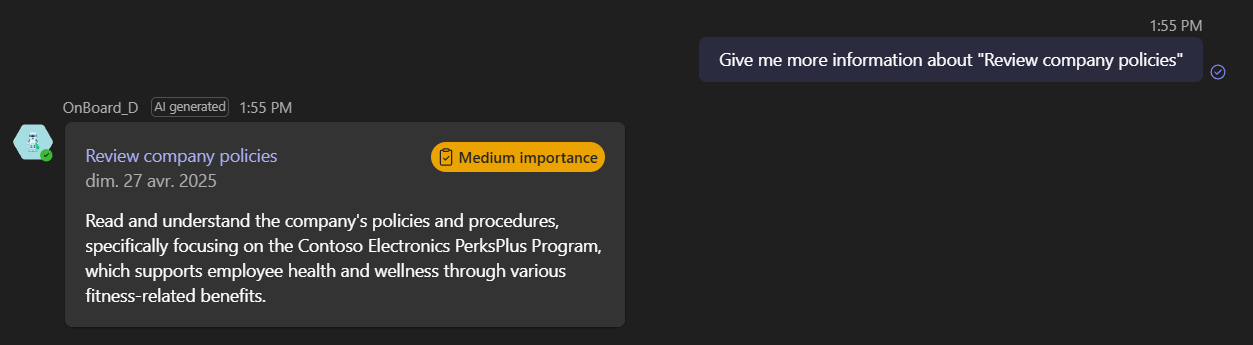 1:55 PM
Give me more information about "Review company policies"
OnBoard_D AI generated 1:55 PM
Review company policies Medium importance
dim. 27 avr. 2025
Read and understand the company's policies and procedures,
specifically focusing on the Contoso Electronics PerksPlus Program,
which supports employee health and wellness through various
fitness-related benefits.